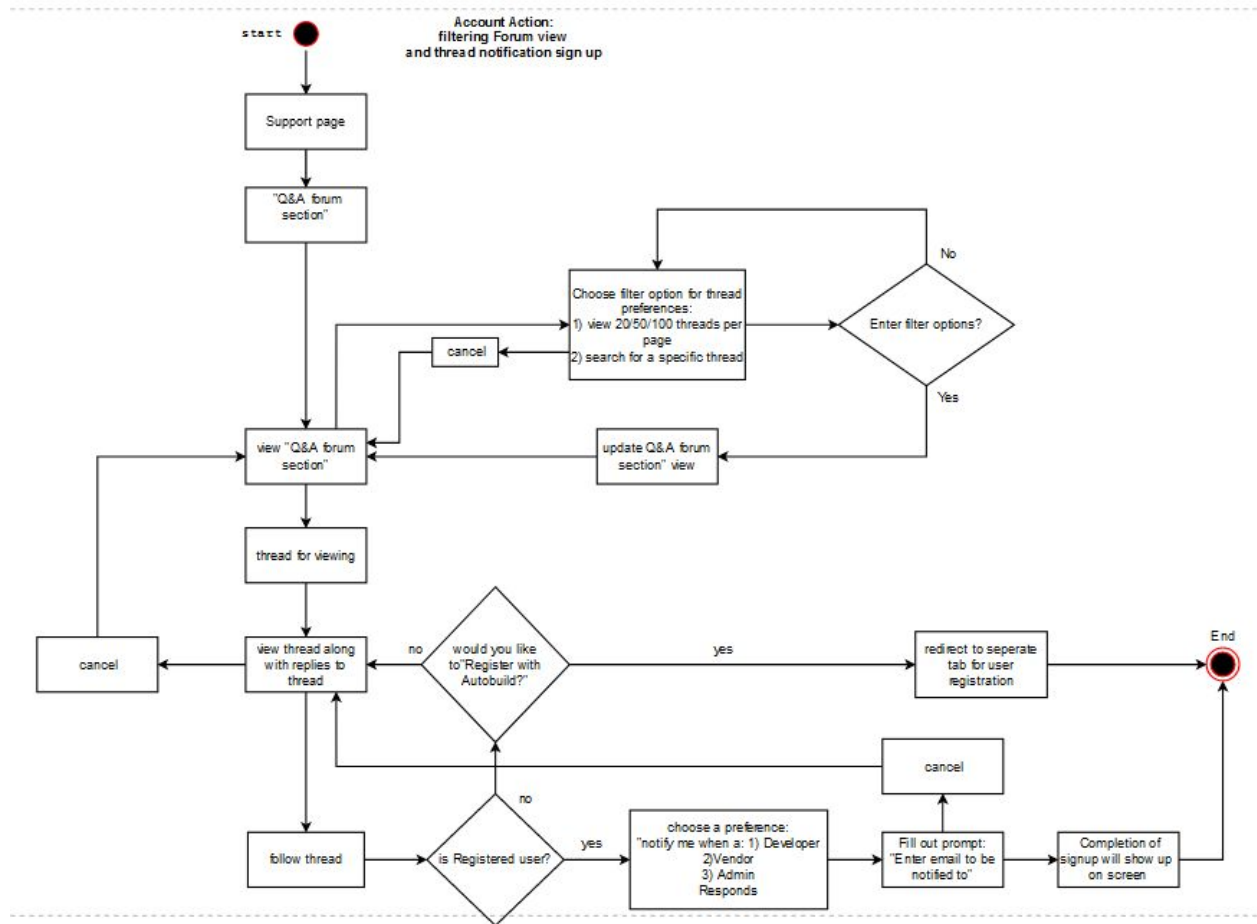 Account Action:
filtering Forum view
and thread notification sign up
start
Support page
"Q&A forum
section"
No
Choose filter option for thread
preferences:
1) view 20/50/100 threads per
page
2) search for a specific thread
Enter filter options?
cancel
Yes
view "Q&A forum
section"
update Q&A forum
section" view
thread for viewing
cancel
view thread along
with replies to
thread
no
would you like
to"Register with
Autobuild?"
yes
redirect to seperate
tab for user
registration
End
cancel
no
follow thread
is Registered user?
yes
choose a preference:
"notify me when a: 1) Developer
2)Vendor
3) Admin
Responds
Fill out prompt:
"Enter email to be
notified to"
Completion of
signup will show up
on screen